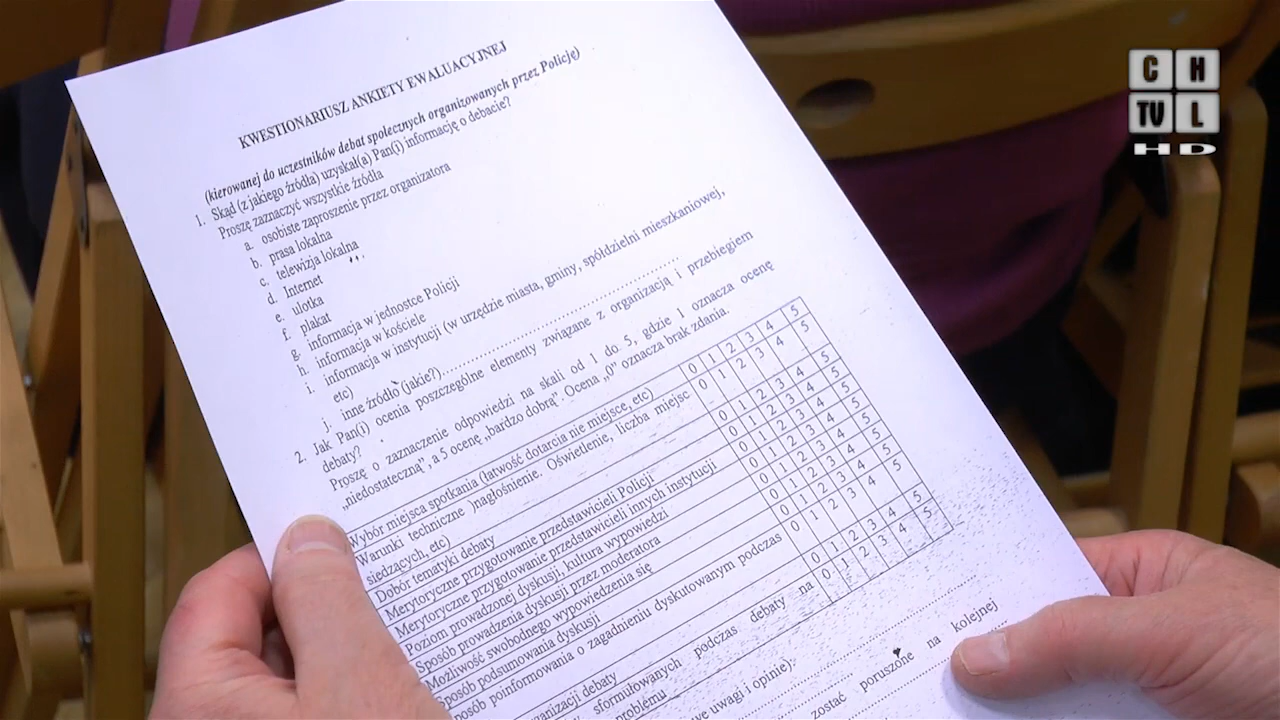 KWESTIONARIUSZ ANKIETY EWALUACYJNEJ
(kierowanej do uczestników debat społecznych organizowanych przez Policję)
1. Skąd (z jakiego źródła) uzyskał(a) Pan(i) informację o debacie?
Proszę zaznaczyć wszystkie źródła
a. osobiste zaproszenie przez organizatora
b. prasa lokalna
c. telewizja lokalna
d. Internet
e. ulotka
f. plakat
g. informacja w jednostce Policji
h. informacja w kościele
i. informacja w instytucji (w urzędzie miasta, gminy, spółdzielni mieszkaniowej,
etc)
j. inne źródło (jakie?)
2. Jak Pan(i) ocenia poszczególne elementy związane z organizacją i przebiegiem
debaty?
Proszę o zaznaczenie odpowiedzi na skali od 1 do 5, gdzie 1 oznacza ocenę
„niedostateczną", a 5 ocenę „bardzo dobrą". Ocena „0" oznacza brak zdania.
Wybór miejsca spotkania (łatwość dotarcia nie miejsce, etc) 0 1 2 3 4 5
Warunki techniczne )nagłośnienie. Oświetlenie, liczba miejsc 0 1 2 3 4 5
siedzących, etc)
Dobór tematyki debaty 0 1 2 3 4 5
Merytoryczne przygotowanie przedstawicieli Policji 0 1 2 3 4 5
Merytoryczne przygotowanie przedstawicieli innych instytucji 0 1 2 3 4 5
Poziom prowadzonej dyskusji, kultura wypowiedzi 0 1 2 3 4 5
Sposób prowadzenia dyskusji przez moderatora 0 1 2 3 4 5
Możliwość swobodnego wypowiedzenia się 0 1 2 3 4 5
Sposób podsumowania dyskusji 0 1 2 3 4 5
poinformowania o zagadnieniu dyskutowanym podczas
debaty 0 1 2 3 4 5
sformułowanych podczas debaty na 0 1 2 3 4 5
problemu
uwagi i opinie):
zostać poruszone na kolejnej
CH
TVL
HD